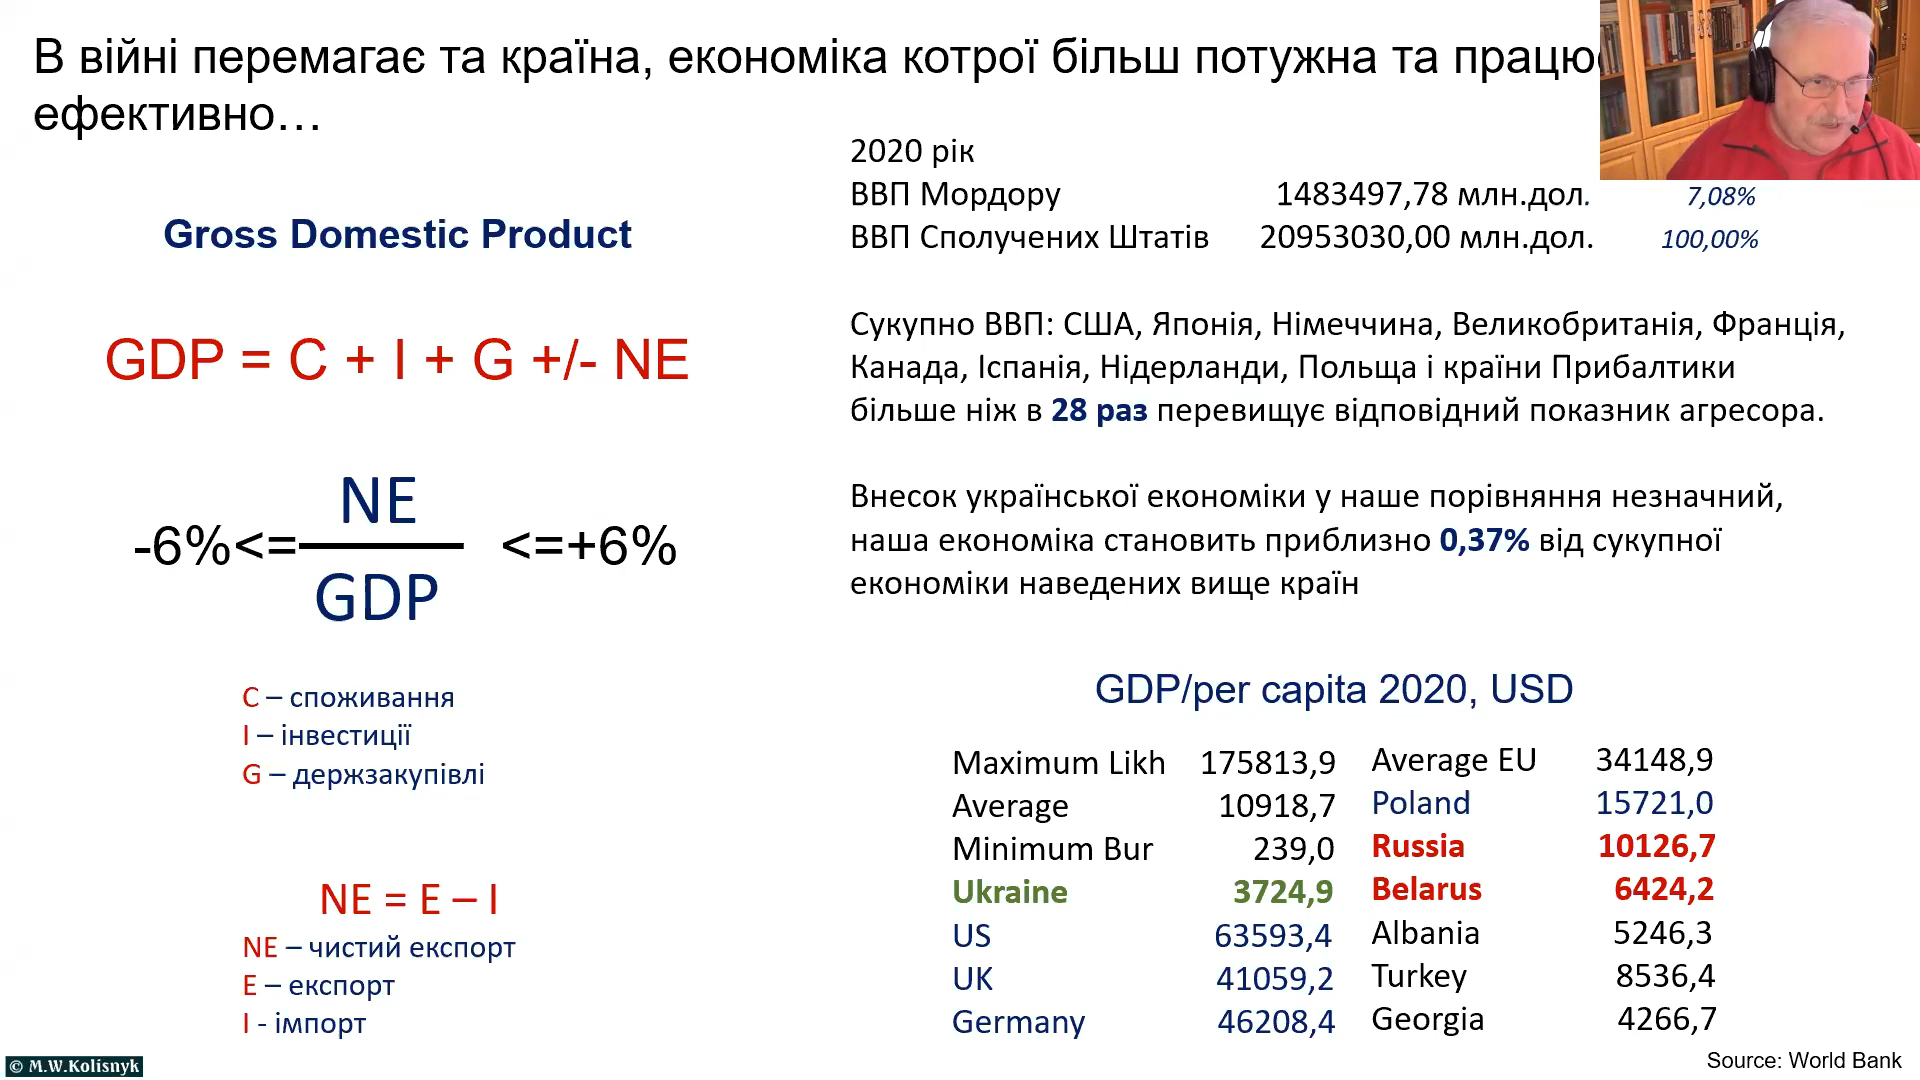 В війні перемагає та країна, економіка котрої більш потужна та
ефективно…
Gross Domestic Product
GDP = C + I + G +/- NE
-6%<= NE / GDP <=+6%
C – споживання
I – інвестиції
G – держзакупівлі
NE = E – I
NE – чистий експорт
E – експорт
I - імпорт
2020 рік
ВВП Мордору 1483497,78 млн.дол. 7,08%
ВВП Сполучених Штатів 20953030,00 млн.дол. 100,00%
Сукупно ВВП: США, Японія, Німеччина, Великобританія, Франція,
Канада, Іспанія, Нідерланди, Польща і країни Прибалтики
більше ніж в 28 раз перевищує відповідний показник агресора.
Внесок української економіки у наше порівняння незначний,
наша економіка становить приблизно 0,37% від сукупної
економіки наведених вище країн
GDP/per capita 2020, USD
Maximum Likh 175813,9
Average 10918,7
Minimum Bur 239,0
Ukraine 3724,9
US 63593,4
UK 41059,2
Germany 46208,4
Average EU 34148,9
Poland 15721,0
Russia 10126,7
Belarus 6424,2
Albania 5246,3
Turkey 8536,4
Georgia 4266,7
Source: World Bank
© M.W.Kolisnyk